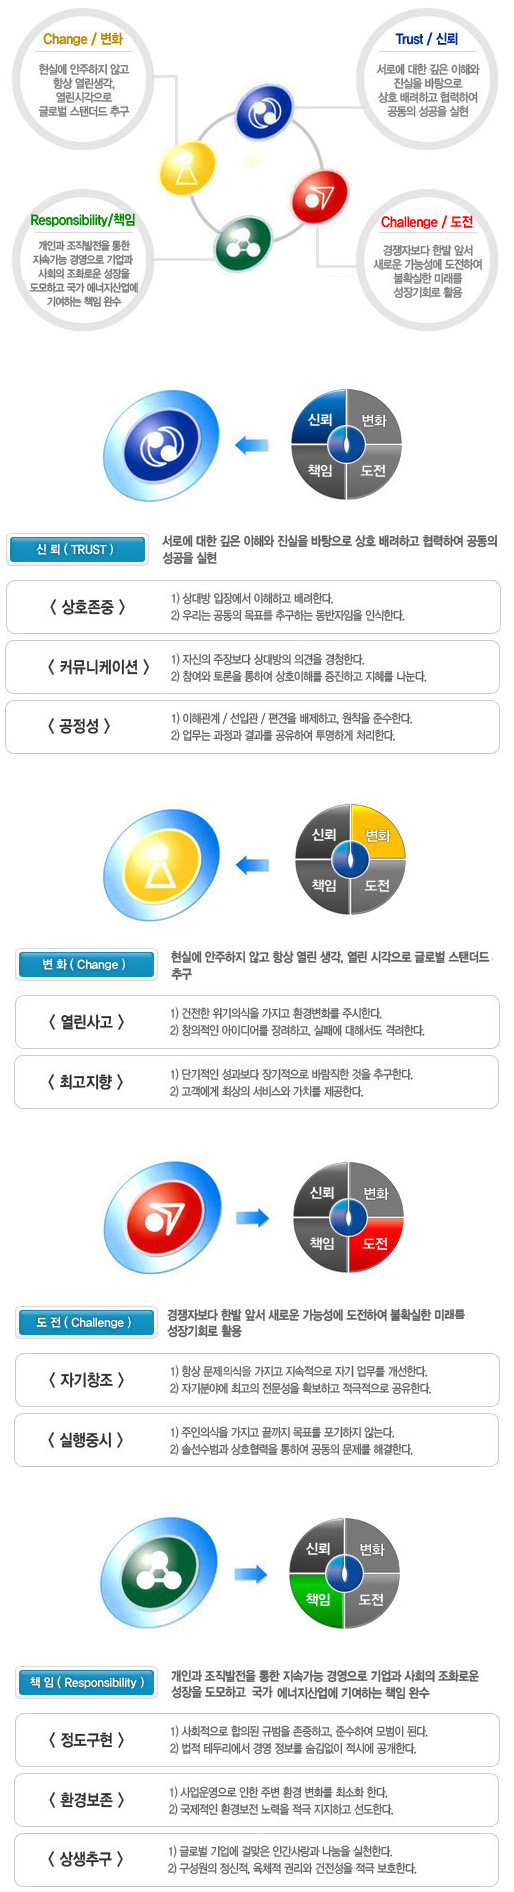 Change / 변화
현실에 안주하지 않고
항상 열린생각,
열린시각으로
글로벌 스탠더드 추구
Trust / 신뢰
서로에 대한 깊은 이해와
진실을 바탕으로
상호 배려하고 협력하여
공동의 성공을 실현
Responsibility/책임
개인과 조직발전을 통한
지속가능 경영으로 기업과
사회의 조화로운 성장을
도모하고 국가 에너지산업에
기여하는 책임 완수
Challenge / 도전
경쟁자보다 한발 앞서
새로운 가능성에 도전하여
불확실한 미래를
성장기회로 활용
신뢰 변화
책임 도전
신 뢰 ( TRUST )
서로에 대한 깊은 이해와 진실을 바탕으로 상호 배려하고 협력하여 공동의
성공을 실현
< 상호존중 >
1) 상대방 입장에서 이해하고 배려한다.
2) 우리는 공동의 목표를 추구하는 동반자임을 인식한다.
< 커뮤니케이션 >
1) 자신의 주장보다 상대방의 의견을 경청한다.
2) 참여와 토론을 통하여 상호이해를 증진하고 지혜를 나눈다.
< 공정성 >
1) 이해관계 / 선입관 / 편견을 배제하고, 원칙을 준수한다.
2) 업무는 과정과 결과를 공유하여 투명하게 처리한다.
신뢰 변화
책임 도전
변 화 ( Change )
현실에 안주하지 않고 항상 열린 생각, 열린 시각으로 글로벌 스탠더드
추구
< 열린사고 >
1) 건전한 위기의식을 가지고 환경변화를 주시한다.
2) 창의적인 아이디어를 장려하고, 실패에 대해서도 격려한다.
< 최고지향 >
1) 단기적인 성과보다 장기적으로 바람직한 것을 추구한다.
2) 고객에게 최상의 서비스와 가치를 제공한다.
신뢰 변화
책임 도전
도 전 ( Challenge )
경쟁자보다 한발 앞서 새로운 가능성에 도전하여 불확실한 미래를
성장기회로 활용
< 자기창조 >
1) 항상 문제의식을 가지고 지속적으로 자기 업무를 개선한다.
2) 자기분야에 최고의 전문성을 확보하고 적극적으로 공유한다.
< 실행중시 >
1) 주인의식을 가지고 끝까지 목표를 포기하지 않는다.
2) 솔선수범과 상호협력을 통하여 공동의 문제를 해결한다.
신뢰 변화
책임 도전
책 임 ( Responsibility )
개인과 조직발전을 통한 지속가능 경영으로 기업과 사회의 조화로운
성장을 도모하고 국가 에너지산업에 기여하는 책임 완수
< 정도구현 >
1) 사회적으로 합의된 규범을 존중하고, 준수하여 모범이 된다.
2) 법적 테두리에서 경영 정보를 숨김없이 적시에 공개한다.
< 환경보존 >
1) 사업운영으로 인한 주변 환경 변화를 최소화 한다.
2) 국제적인 환경보전 노력을 적극 지지하고 선도한다.
< 상생추구 >
1) 글로벌 기업에 걸맞은 인간사랑과 나눔을 실천한다.
2) 구성원의 정신적, 육체적 권리와 건전성을 적극 보호한다.